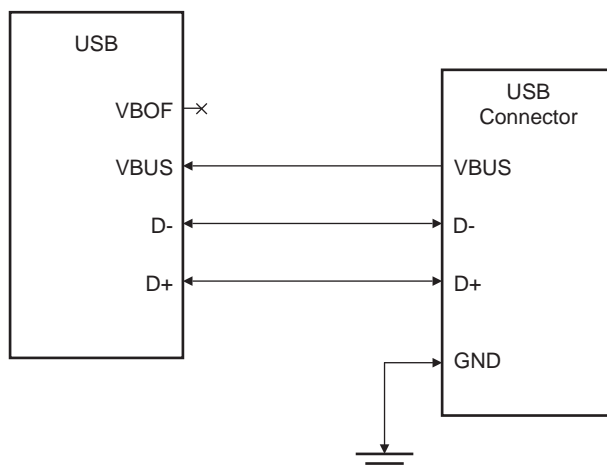 USB
VBOF
VBUS
D-
D+
USB
Connector
VBUS
D-
D+
GND